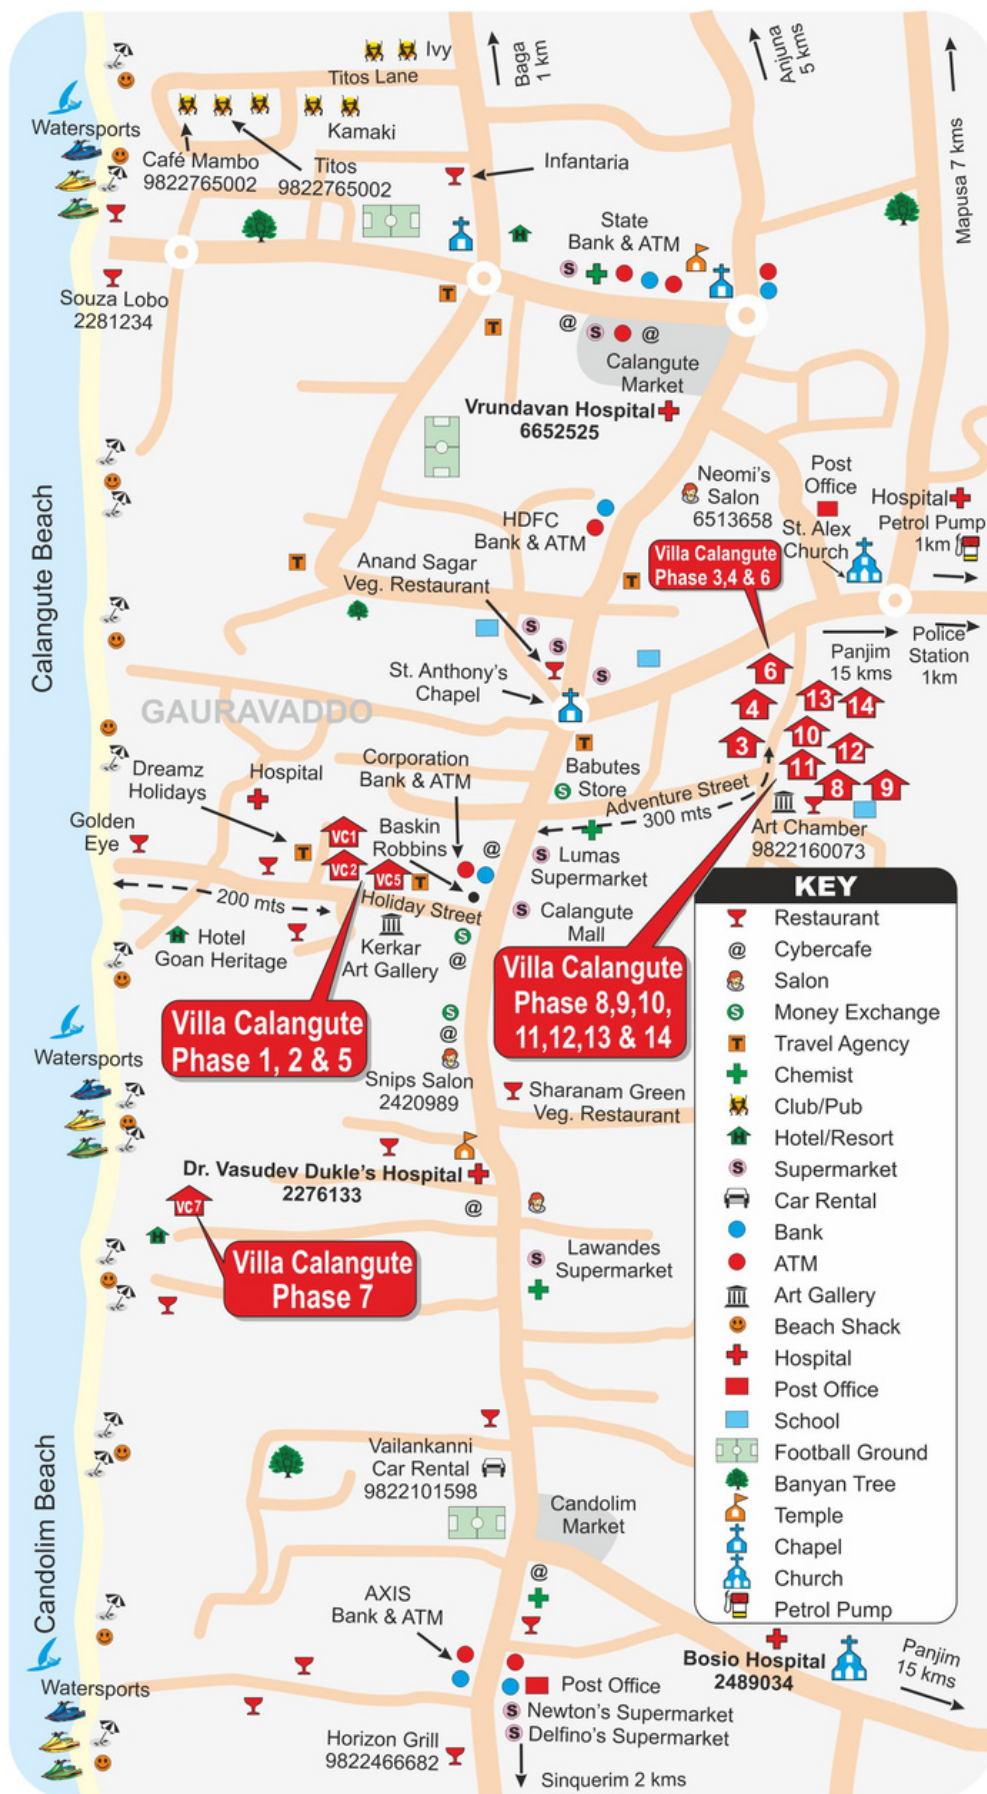 Ivy
Titos Lane
Baga
1 km
Anjuna
5 kms
Mapusa 7 kms
Watersports
Kamaki
Café Mambo
9822765002
Titos
9822765002
Infantaria
H
State
Bank & ATM
S
Souza Lobo
2281234
T
T
@
S
@
Calangute
Market
Vrundavan Hospital
6652525
Calangute Beach
Neomi's
Salon
6513658
Post
Office
Hospital
Petrol Pump
1km
St. Alex
Church
HDFC
Bank & ATM
Villa Calangute
Phase 3,4 & 6
T
T
Anand Sagar
Veg. Restaurant
S
S
S
St. Anthony's
Chapel
Panjim
15 kms
Police
Station
1km
6
4
3
13
14
10
12
11
8
9
GAURAVADDO
T
Babutes
Store
S
Corporation
Bank & ATM
Hospital
Dreamz
Holidays
Adventure Street
300 mts
Art Chamber
9822160073
Golden
Eye
T
VC1
VC2
VC5
T
Baskin
Robbins
@
S
Lumas
Supermarket
200 mts
Holiday Street
S
Calangute
Mall
H
Hotel
Goan Heritage
Kerkar
Art Gallery
S
@
Villa Calangute
Phase 1, 2 & 5
Villa Calangute
Phase 8,9,10,
11,12,13 & 14
S
@
Snips Salon
2420989
Watersports
Sharanam Green
Veg. Restaurant
Dr. Vasudev Dukle's Hospital
2276133
@
VC7
H
Villa Calangute
Phase 7
S
Lawandes
Supermarket
KEY
Restaurant
@ Cybercafe
Salon
S Money Exchange
T Travel Agency
Chemist
Club/Pub
H Hotel/Resort
S Supermarket
Car Rental
Bank
ATM
Art Gallery
Beach Shack
Hospital
Post Office
School
Football Ground
Banyan Tree
Temple
Chapel
Church
Petrol Pump
Candolim Beach
Vailankanni
Car Rental
9822101598
Candolim
Market
@
AXIS
Bank & ATM
Bosio Hospital
2489034
Panjim
15 kms
Watersports
Post Office
S Newton's Supermarket
S Delfino's Supermarket
Horizon Grill
9822466682
Sinquerim 2 kms